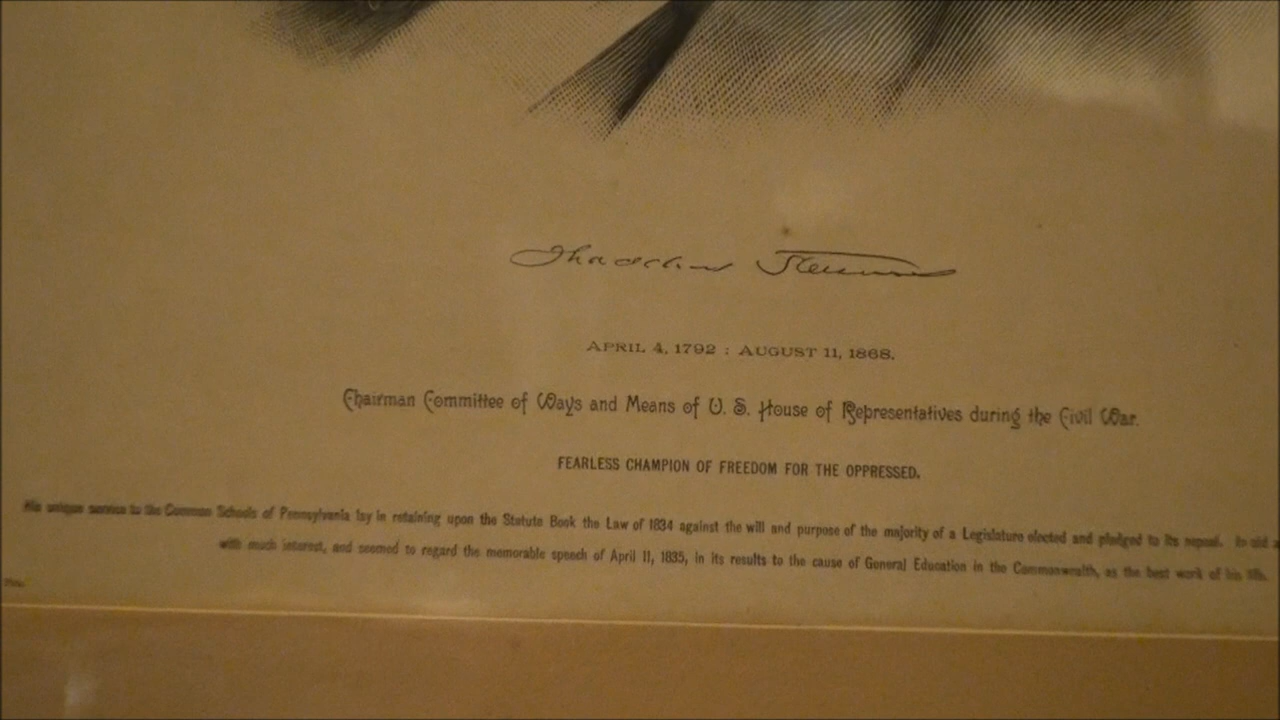 Thaddeus Stevens
APRIL 4, 1792 : AUGUST 11, 1868.
Chairman Committee of Ways and Means of U. S. House of Representatives during the Civil War.
FEARLESS CHAMPION OF FREEDOM FOR THE OPPRESSED.
His unique service to the Common Schools of Pennsylvania lay in retaining upon the Statute Book the Law of 1834 against the will and purpose of the majority of a Legislature elected and pledged to its repeal.
with much interest, and seemed to regard the memorable speech of April 11, 1835, in its results to the cause of General Education in the Commonwealth, as the best work of his life.